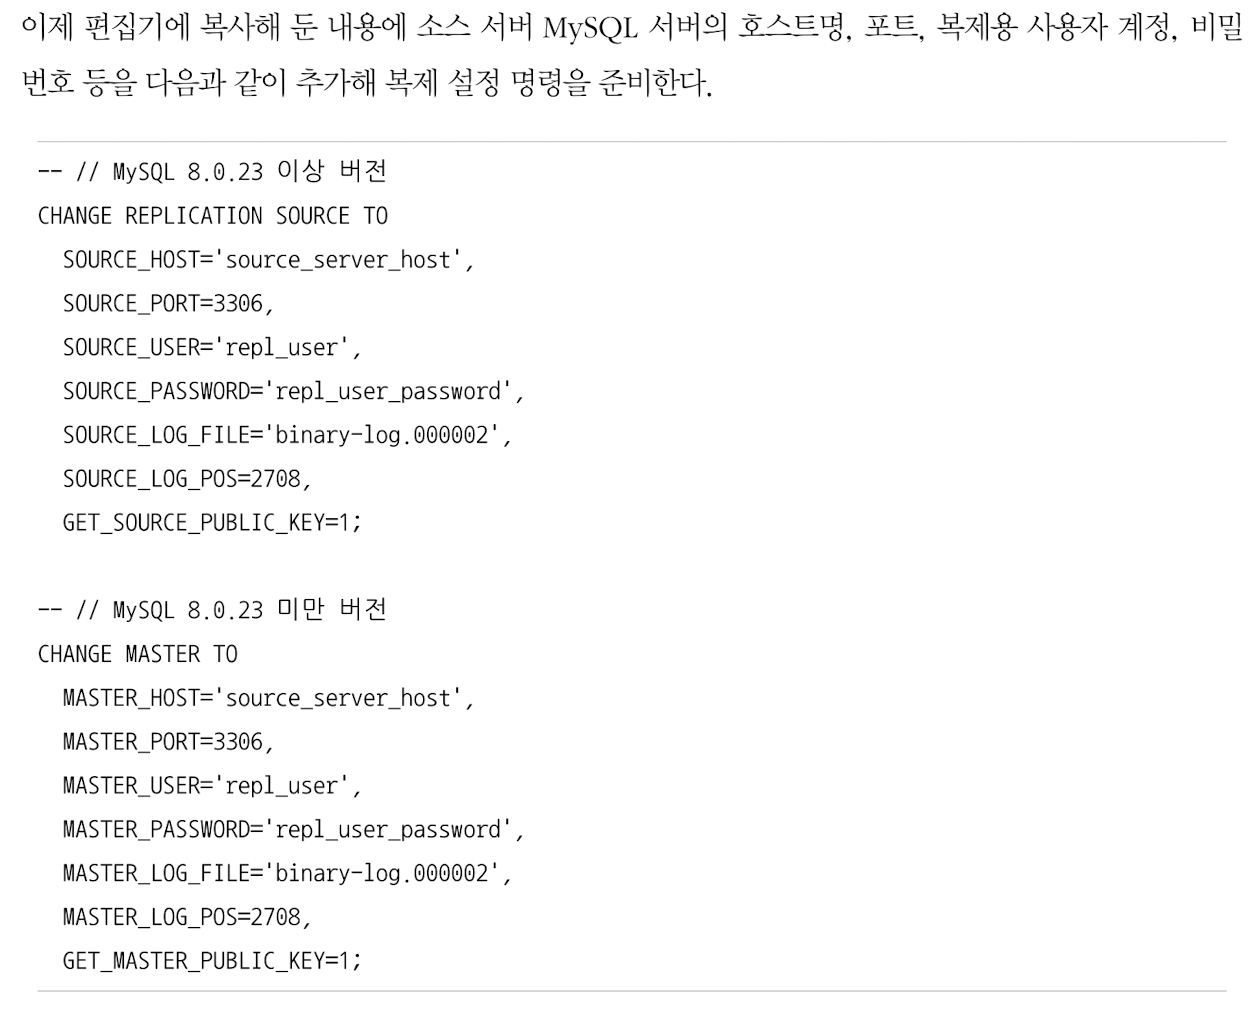 이제 편집기에 복사해 둔 내용에 소스 서버 MySQL 서버의 호스트명, 포트, 복제용 사용자 계정, 비밀
번호 등을 다음과 같이 추가해 복제 설정 명령을 준비한다.
-- // MySQL 8.0.23 이상 버전
CHANGE REPLICATION SOURCE TO
  SOURCE_HOST='source_server_host',
  SOURCE_PORT=3306,
  SOURCE_USER='repl_user',
  SOURCE_PASSWORD='repl_user_password',
  SOURCE_LOG_FILE='binary-log.000002',
  SOURCE_LOG_POS=2708,
  GET_SOURCE_PUBLIC_KEY=1;
-- // MySQL 8.0.23 미만 버전
CHANGE MASTER TO
  MASTER_HOST='source_server_host',
  MASTER_PORT=3306,
  MASTER_USER='repl_user',
  MASTER_PASSWORD='repl_user_password',
  MASTER_LOG_FILE='binary-log.000002',
  MASTER_LOG_POS=2708,
  GET_MASTER_PUBLIC_KEY=1;